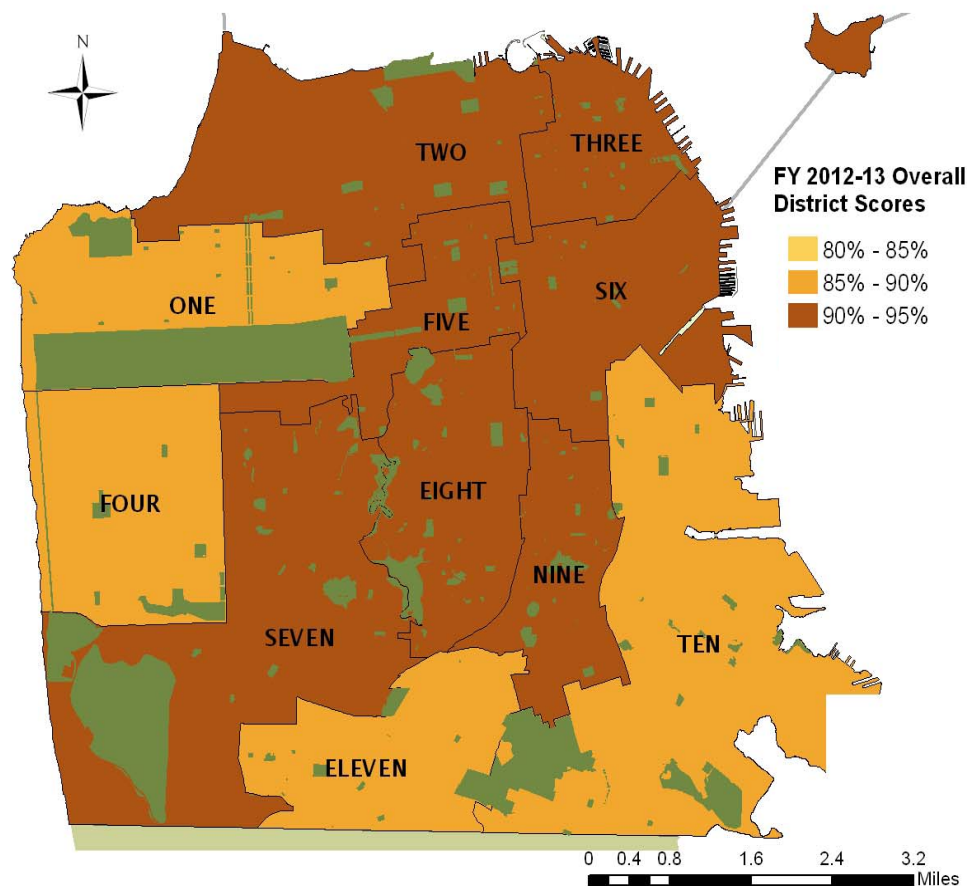 N
TWO
THREE
FY 2012-13 Overall
District Scores
80% - 85%
85% - 90%
90% - 95%
ONE
FIVE
SIX
FOUR
EIGHT
NINE
SEVEN
TEN
ELEVEN
0 0.4 0.8 1.6 2.4 3.2
Miles